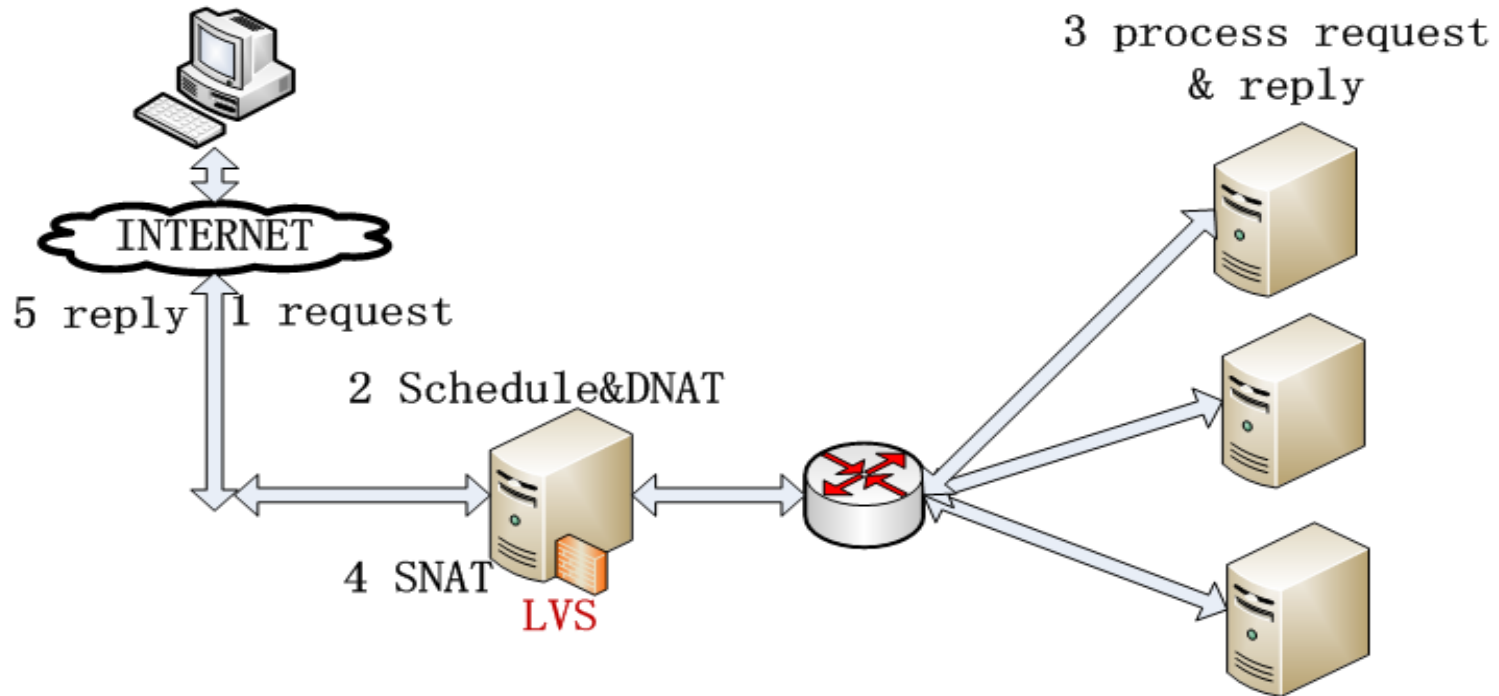 3 process request
& reply
INTERNET
5 reply
1 request
2 Schedule&DNAT
4 SNAT
LVS